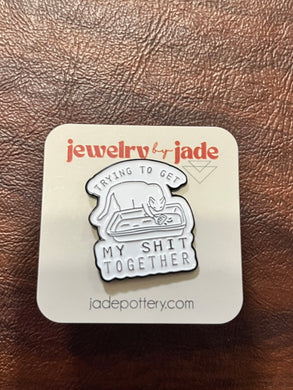 jewelry by jade
TRYING TO GET
MY SHIT
TOGETHER
jadepottery.com